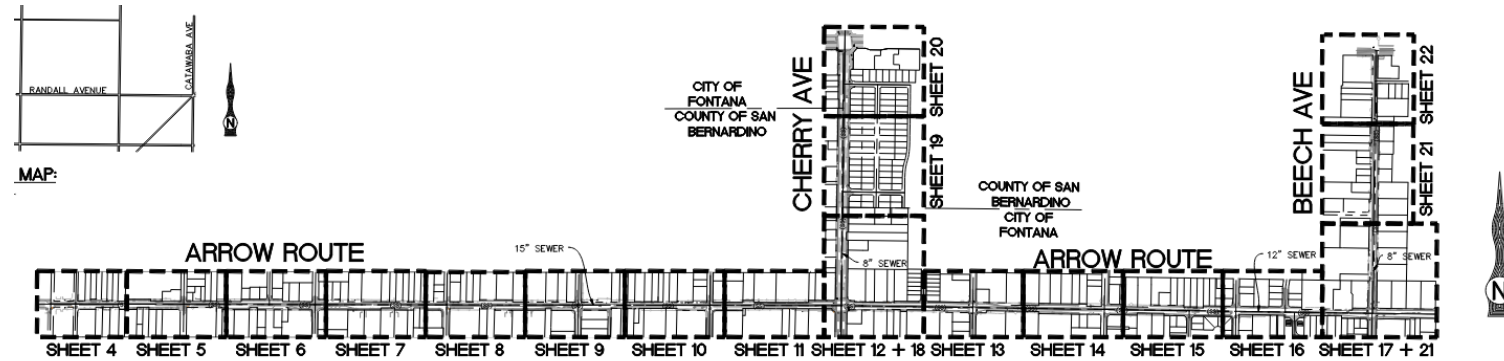 CATAWABA AVE
RANDALL AVENUE
N
MAP:
CITY OF
FONTANA
COUNTY OF SAN
BERNARDINO
CHERRY AVE
SHEET 20
SHEET 19
COUNTY OF SAN
BERNARDINO
CITY OF
FONTANA
BEECH AVE
SHEET 22
SHEET 21
N
ARROW ROUTE
15" SEWER
8" SEWER
ARROW ROUTE
12" SEWER
8" SEWER
SHEET 4
SHEET 5
SHEET 6
SHEET 7
SHEET 8
SHEET 9
SHEET 10
SHEET 11
SHEET 12 + 18
SHEET 13
SHEET 14
SHEET 15
SHEET 16
SHEET 17 + 21